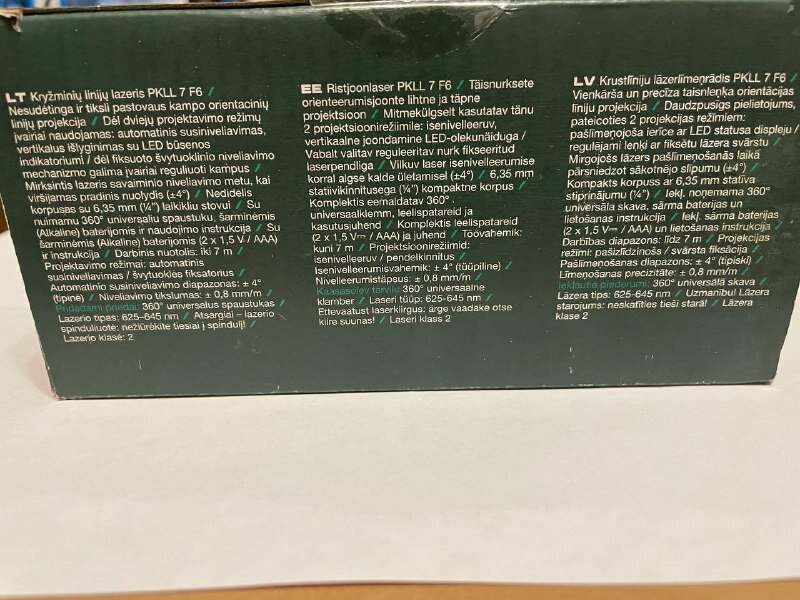 LT Kryžminių linijų lazeris PKLL 7 F6 /
Nesudėtinga ir tiksli pastovaus kampo orientacinių
linijų projekcija / Dėl dviejų projektavimo režimų
įvairiai naudojamas: automatinis susiniveliavimas,
vertikalus išlyginimas su LED būsenos
indikatoriumi / dėl fiksuoto švytuoklinio niveliavimo
mechanizmo galima įvairiai reguliuoti kampus /
Mirksintis lazeris savaiminio niveliavimo metu, kai
viršijamas pradinis nuolydis (±4°) / Nedidelis
korpusas su 6,35 mm (¼") laikikliu stovui / Su
nuimamu 360° universaliu spaustuku, šarminėmis
(Alkaline) baterijomis ir naudojimo instrukcija / Su
šarminėmis (Alkaline) baterijomis (2 x 1,5 V⎓ / AAA)
ir instrukcija / Darbinis nuotolis: iki 7 m /
Projektavimo režimai: automatinis
susiniveliavimas / švytuoklės fiksatorius /
Automatinio susiniveliavimo diapazonas: ± 4°
(tipinė) / Niveliavimo tikslumas: ± 0,8 mm/m /
Pridedami priedai: 360° universalus spaustukas /
Lazerio tipas: 625-645 nm / Atsargiai – lazerio
spinduliuotė: nežiūrėkite tiesiai į spindulį! /
Lazerio klasė: 2
EE Ristjoonlaser PKLL 7 F6 / Täisnurksete
orienteerumisjoonte lihtne ja täpne
projektsioon / Mitmekülgselt kasutatav tänu
2 projektsioonirežiimile: isenivelleeruv,
vertikaalne joondamine LED-olekunäiduga /
Vabalt valitav reguleeritav nurk fikseeritud
laserpendliga / Vilkuv laser isenivelleerumise
korral algse kalde ületamisel (±4°) / 6,35 mm
statiivikinnitusega (¼") kompaktne korpus /
Komplektis eemaldatav 360°
universaalklemm, leelispatareid ja
kasutusjuhend / Komplektis leelispatareid
(2 x 1,5 V⎓ / AAA) ja juhend / Töövahemik:
kuni 7 m / Projektsioonirežiimid:
isenivelleeruv / pendelkinnitus /
Isenivelleerumisvahemik: ± 4° (tüüpiline) /
Nivelleerumistäpsus: ± 0,8 mm/m /
Kaasasolev tarvik: 360° universaalne
klamber / Laseri tüüp: 625-645 nm /
Ettevaatust laserkiirgus: ärge vaadake otse
kiire suunas! / Laseri klass 2
LV Krustlīniju lāzerlīmeņrādis PKLL 7 F6 /
Vienkārša un precīza taisnleņķa orientācijas
līniju projekcija / Daudzpusīgs pielietojums,
pateicoties 2 projekcijas režīmiem:
pašlīmeņojoša ierīce ar LED statusa displeju /
regulējami leņķi ar fiksētu lāzera svārstu /
Mirgojošs lāzers pašlīmeņošanās laikā
pārsniedzot sākotnējo slīpumu (±4°) /
Kompakts korpuss ar 6,35 mm statīva
stiprinājumu (¼") / Iekļ. noņemama 360°
universāla skava, sārma baterijas un
lietošanas instrukcija / Iekļ. sārma baterijas
(2 x 1,5 V⎓ / AAA) un lietošanas instrukcija /
Darbības diapazons: līdz 7 m / Projekcijas
režīmi: pašizlīdzinošs / svārsta fiksācija /
Pašlīmeņošanas diapazons: ± 4° (tipiski) /
Līmeņošanas precizitāte: ± 0,8 mm/m /
Iekļautie piederumi: 360° universālā skava /
Lāzera tips: 625-645 nm / Uzmanību! Lāzera
starojums: neskatīties tieši starā! / Lāzera
klase 2